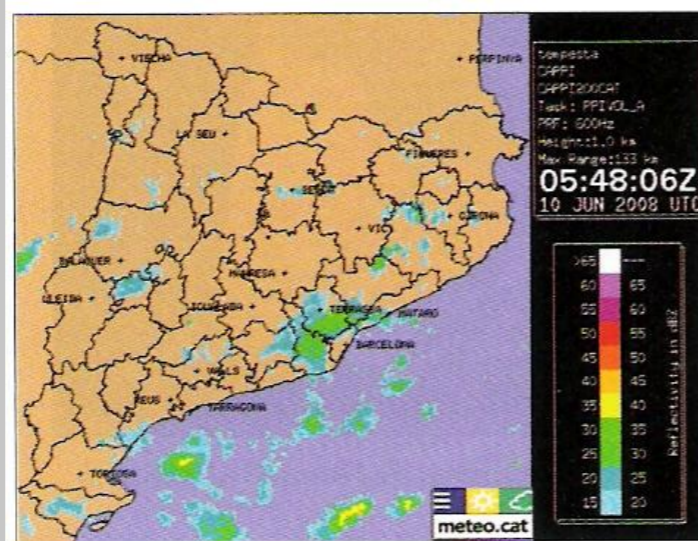 VIELHA
PERPINYA
LA SEU
FIGUERES
BERGA
GIRONA
VIC
BALAGUER
MANRESA
LLEIDA
IGUALADA
TERRASSA
MATARO
BARCELONA
VALLS
REUS
TARRAGONA
TORTOSA
meteo.cat
tempesta
CAPPI
CAPPI200CAT
Task: PPIVOL_A
PRF: 600Hz
Height:1.0 km
Max Range:133 km
05:48:06Z
10 JUN 2008 UTC
>65 ---
60 65
55 60
50 55
45 50
40 45
35 40
30 35
25 30
20 25
15 20
Reflectivity in dBZ